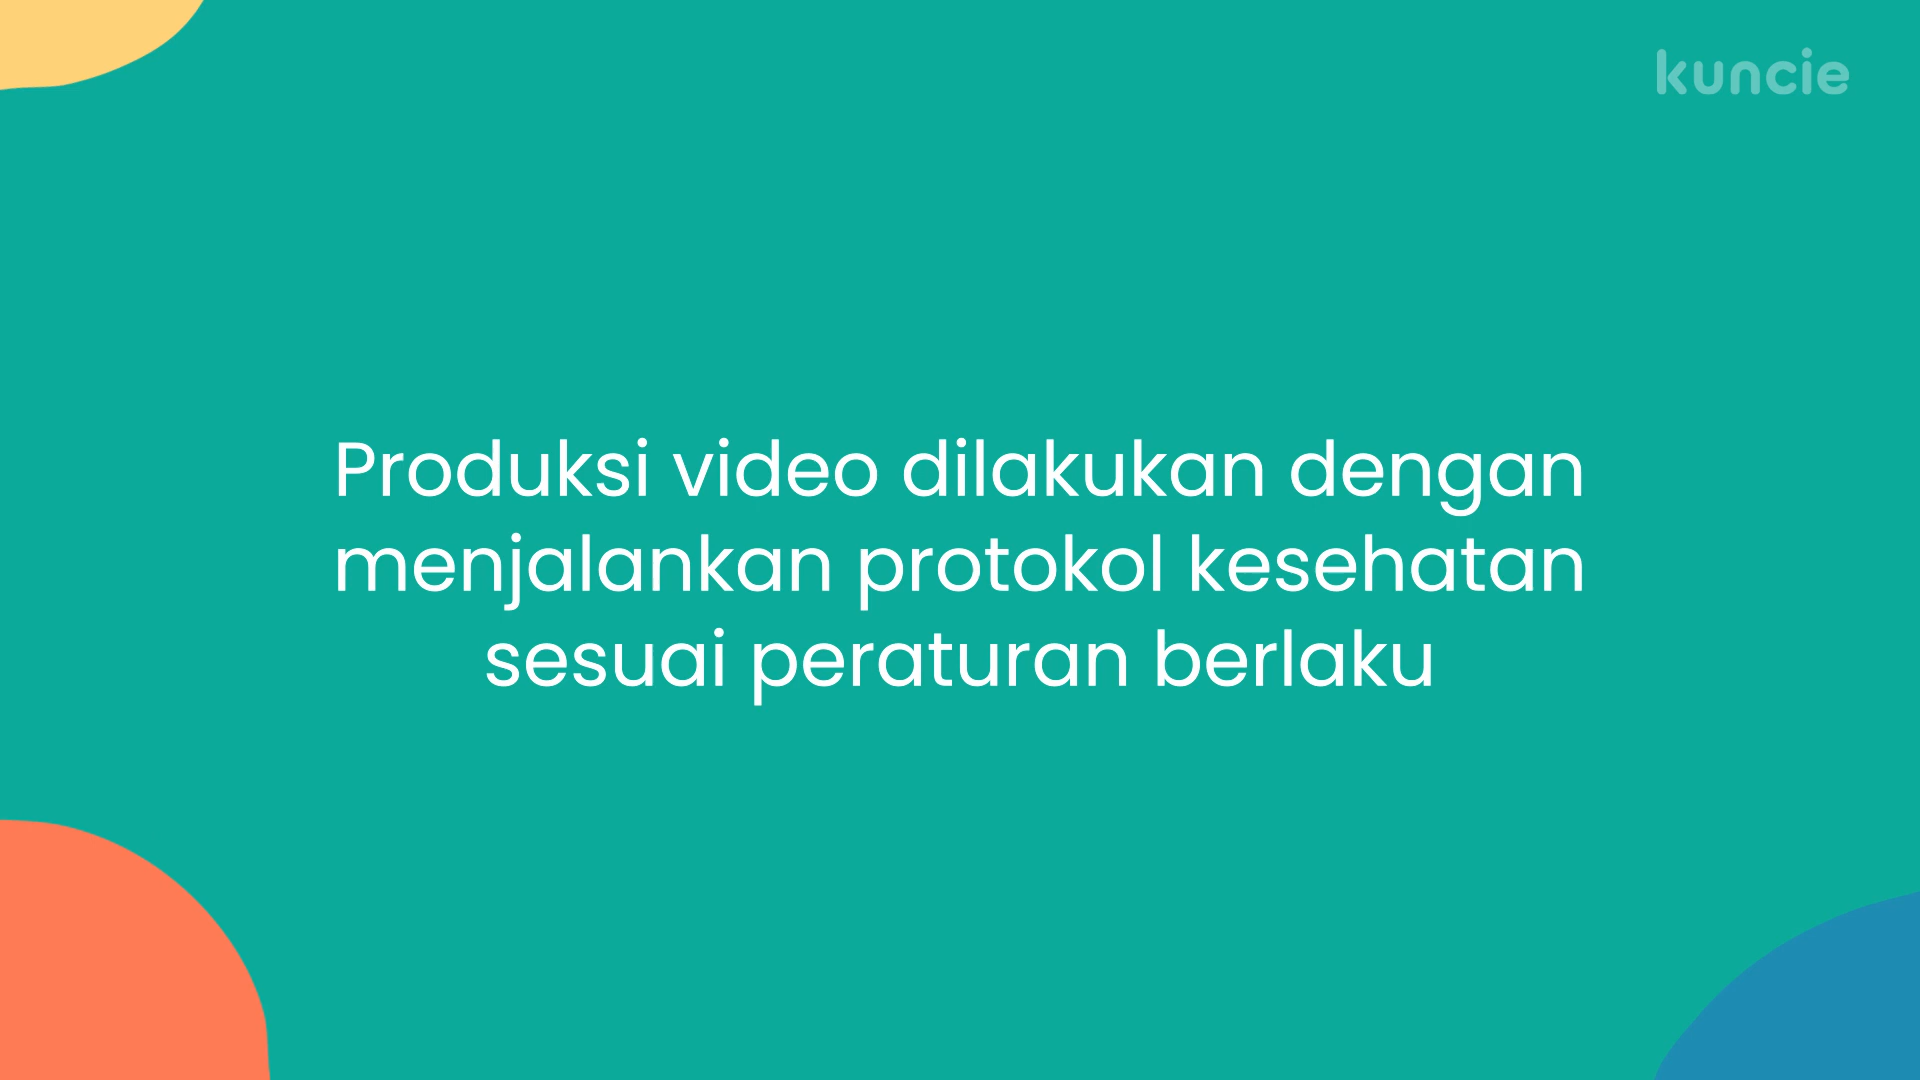 kuncie
Produksi video dilakukan dengan
menjalankan protokol kesehatan
sesuai peraturan berlaku